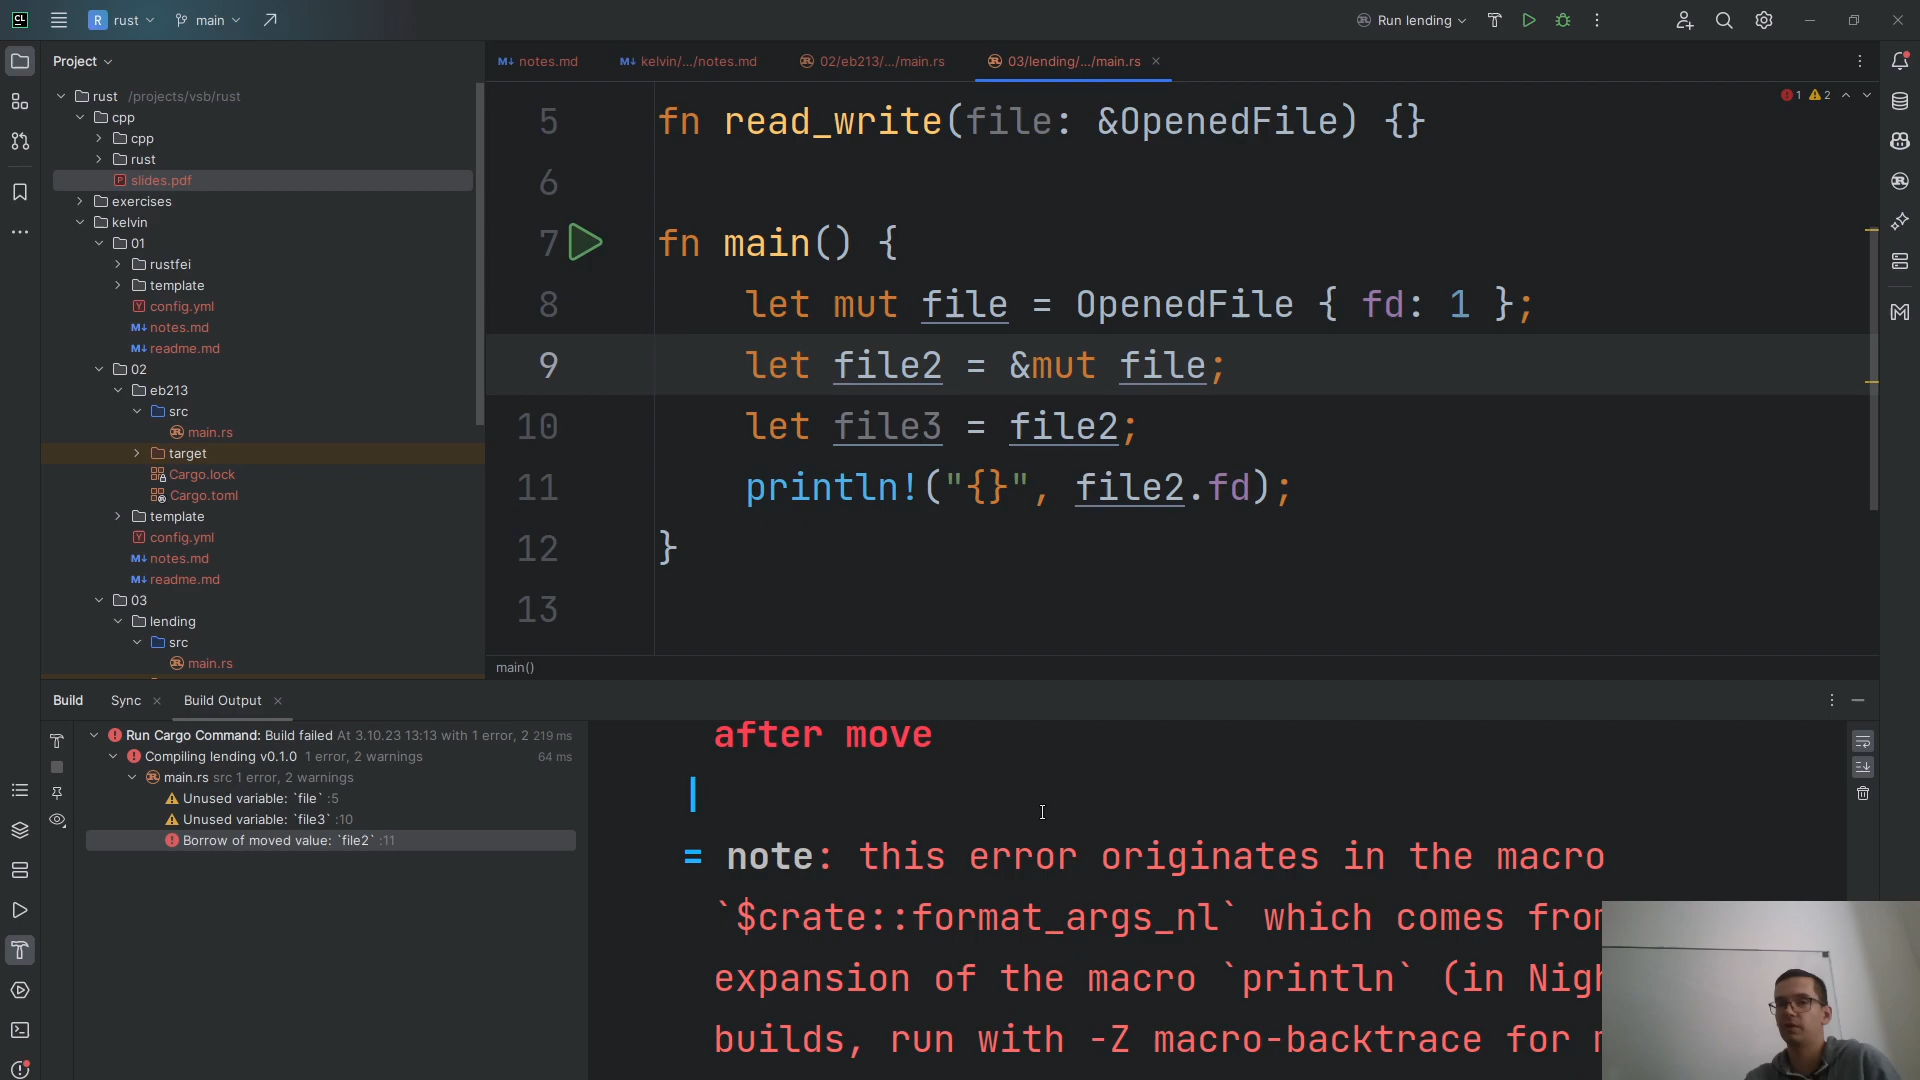 CL
R rust
main
Run lending
Project
notes.md
kelvin/.../notes.md
02/eb213/.../main.rs
03/lending/.../main.rs
rust /projects/vsb/rust
cpp
cpp
rust
slides.pdf
exercises
kelvin
01
rustfei
template
config.yml
notes.md
readme.md
02
eb213
src
main.rs
target
Cargo.lock
Cargo.toml
template
config.yml
notes.md
readme.md
03
lending
src
main.rs
1 2
5 fn read_write(file: &OpenedFile) {}
6
7 fn main() {
8 let mut file = OpenedFile { fd: 1 };
9 let file2 = &mut file;
10 let file3 = file2;
11 println!("{}", file2.fd);
12 }
13
main()
Build Sync Build Output
Run Cargo Command: Build failed At 3.10.23 13:13 with 1 error, 2 219 ms
Compiling lending v0.1.0 1 error, 2 warnings 64 ms
main.rs src 1 error, 2 warnings
Unused variable: `file` :5
Unused variable: `file3` :10
Borrow of moved value: `file2` :11
after move
|
= note: this error originates in the macro
`$crate::format_args_nl` which comes from
expansion of the macro `println` (in Nigh
builds, run with -Z macro-backtrace for m